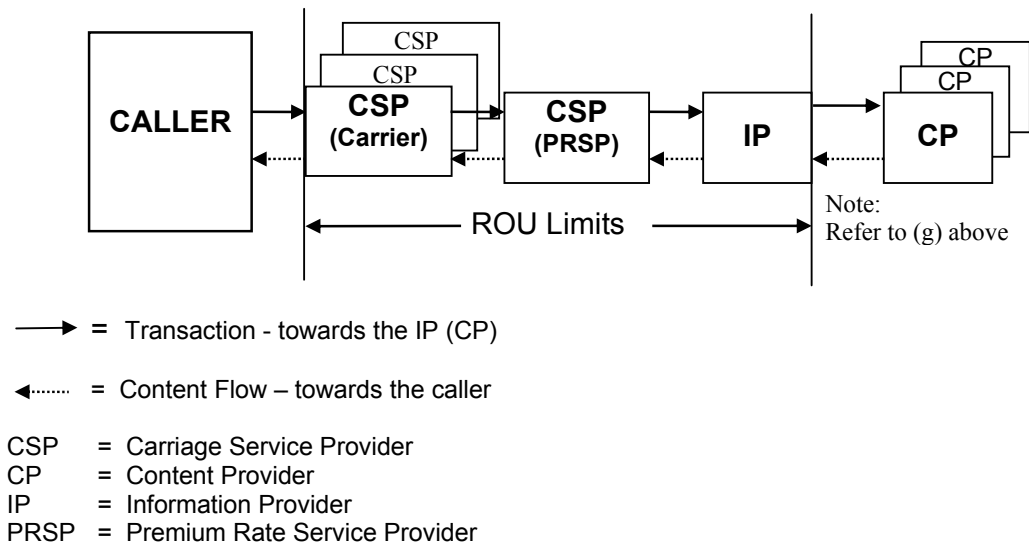 CSP
CSP
CSP
(Carrier)
CALLER
CSP
(PRSP)
IP
CP
CP
CP
ROU Limits
Note:
Refer to (g) above
= Transaction - towards the IP (CP)
= Content Flow – towards the caller
CSP = Carriage Service Provider
CP = Content Provider
IP = Information Provider
PRSP = Premium Rate Service Provider